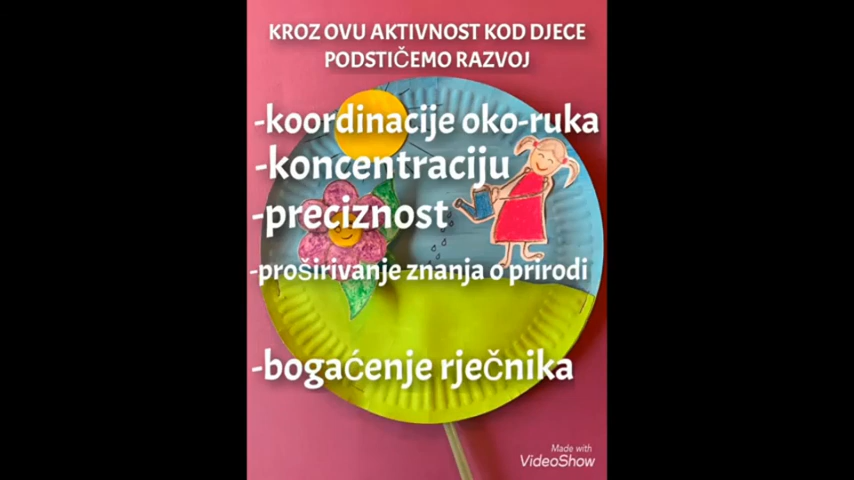 KROZ OVU AKTIVNOST KOD DJECE
PODSTIČEMO RAZVOJ
-koordinacije oko-ruka
-koncentraciju
-preciznost
-proširivanje znanja o prirodi
-bogaćenje rječnika
Made with
VideoShow